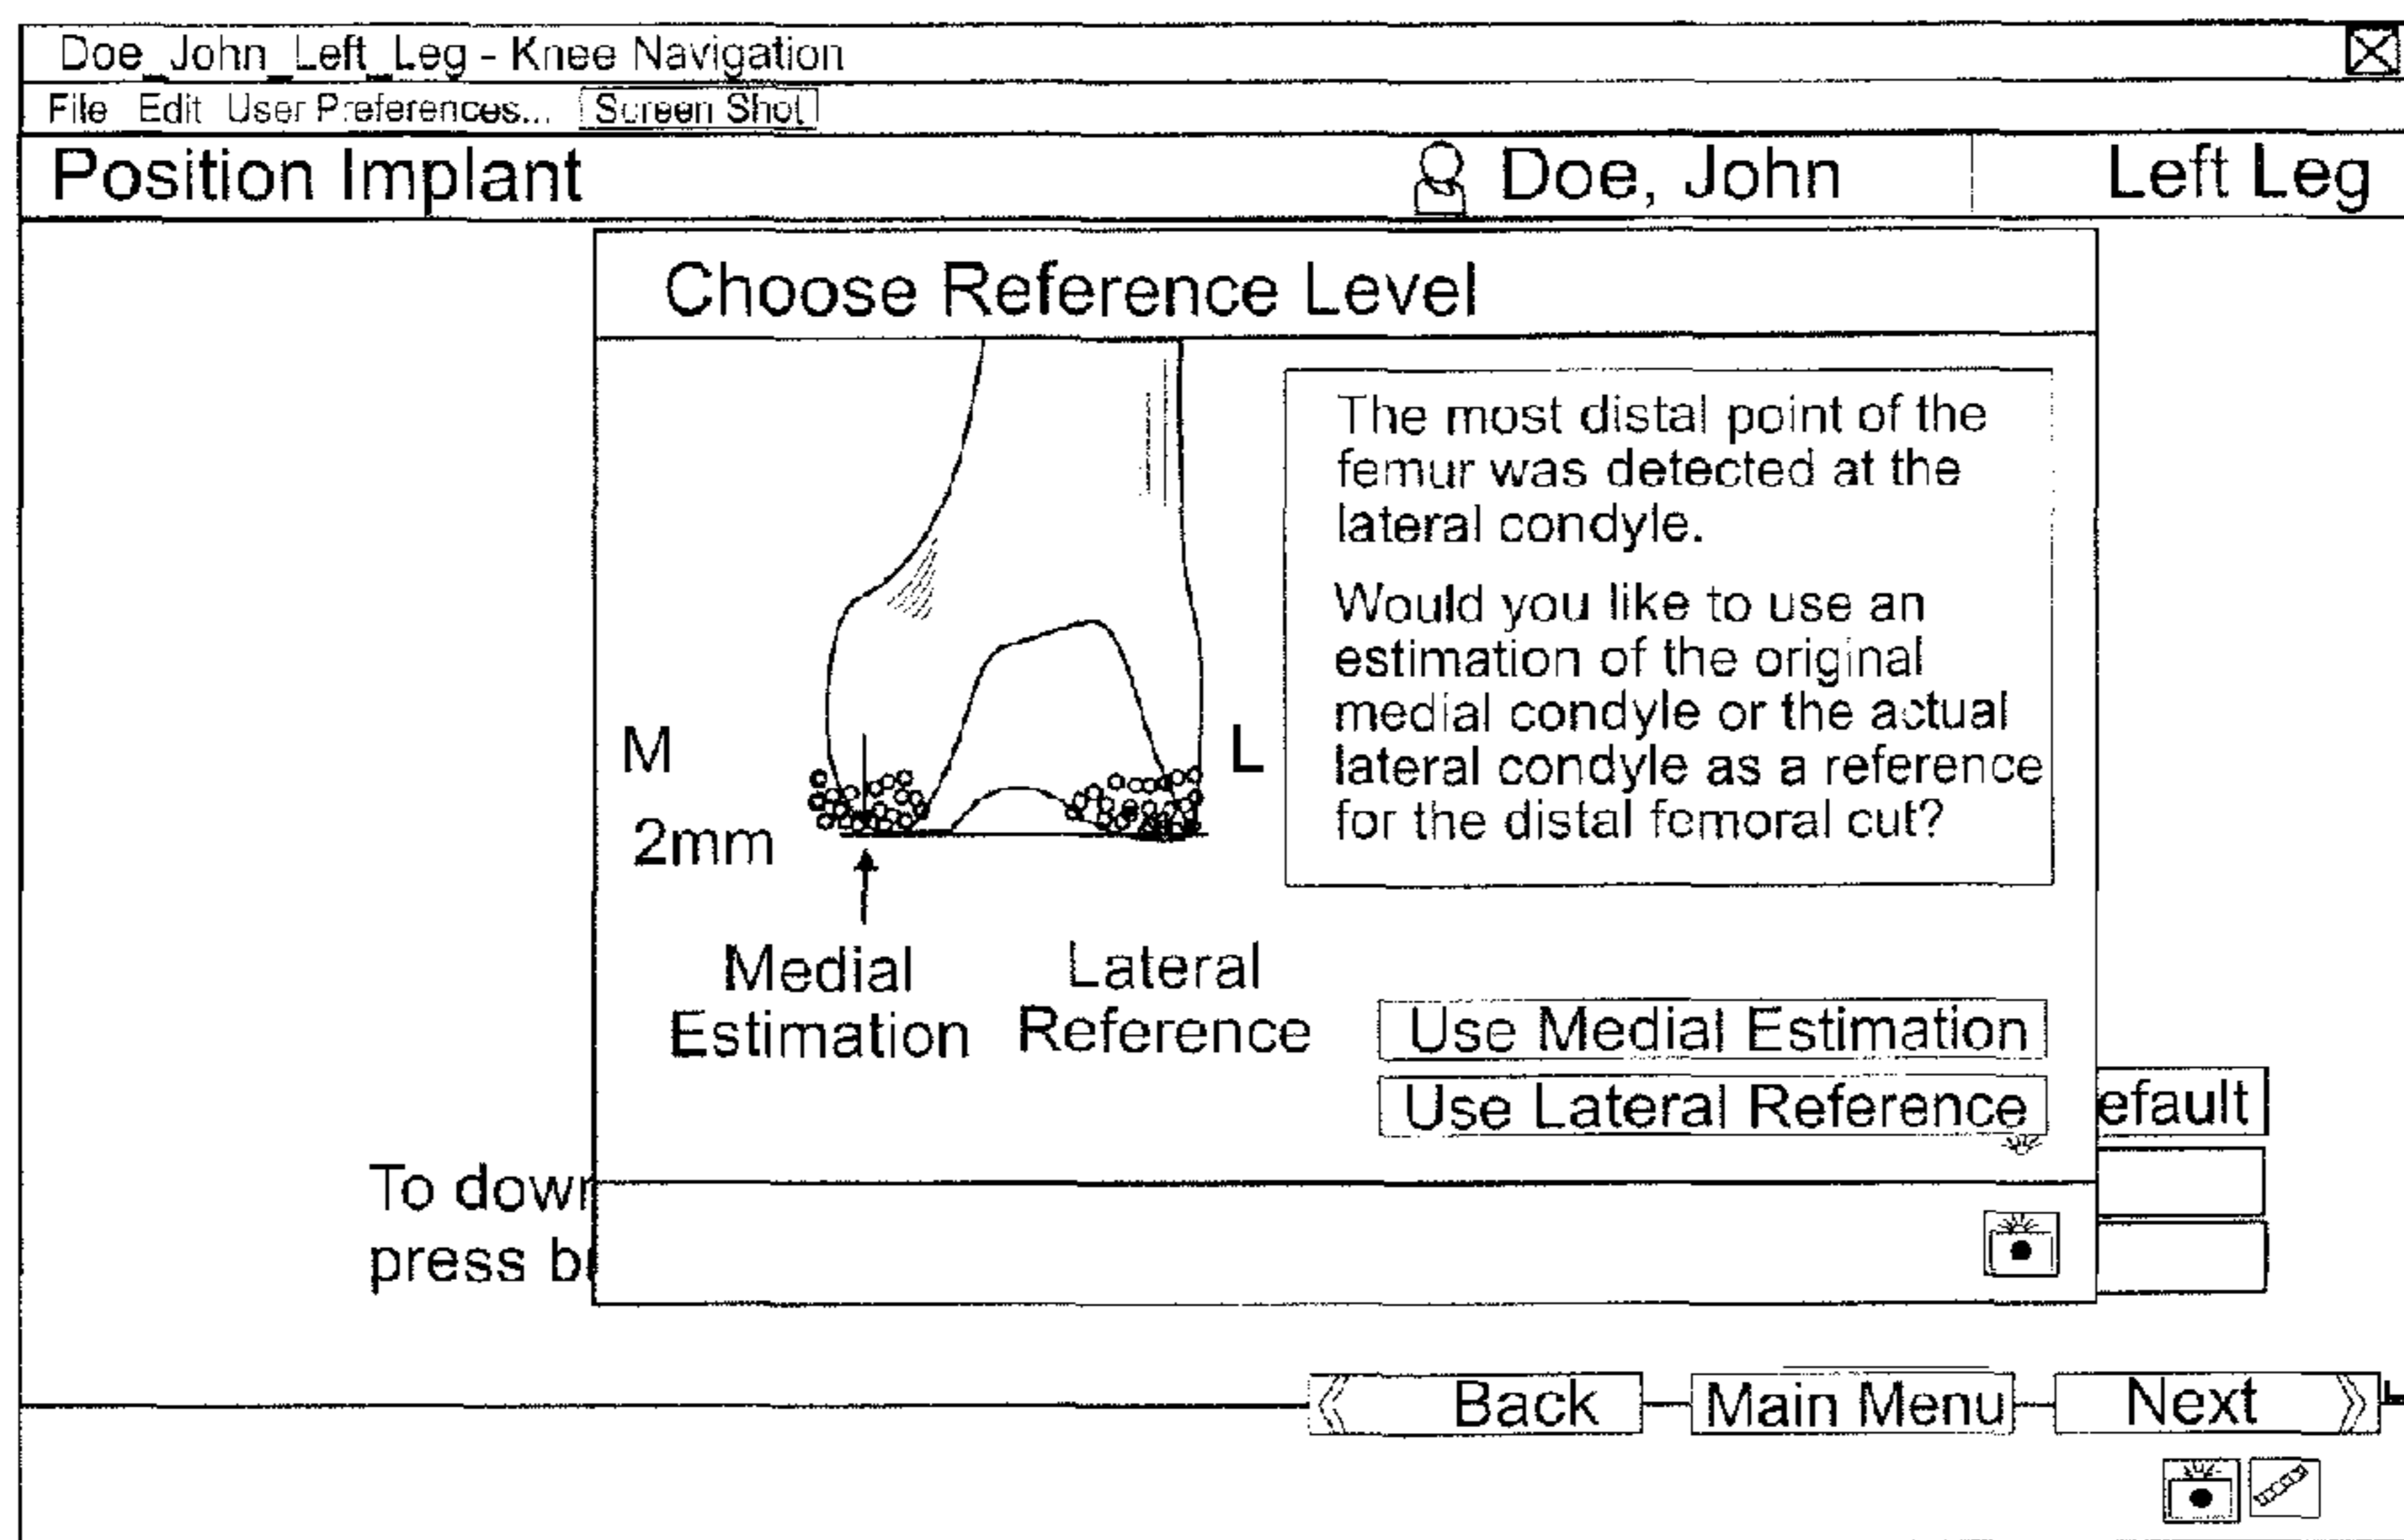 Doe_John_Left_Leg - Knee Navigation
File Edit User Preferences... Screen Shot
Position Implant Doe, John Left Leg
Choose Reference Level
The most distal point of the
femur was detected at the
lateral condyle.
Would you like to use an
estimation of the original
medial condyle or the actual
lateral condyle as a reference
for the distal femoral cut?
M
L
2mm
Medial
Estimation
Lateral
Reference
Use Medial Estimation
Use Lateral Reference
efault
To dow
press b
Back Main Menu Next